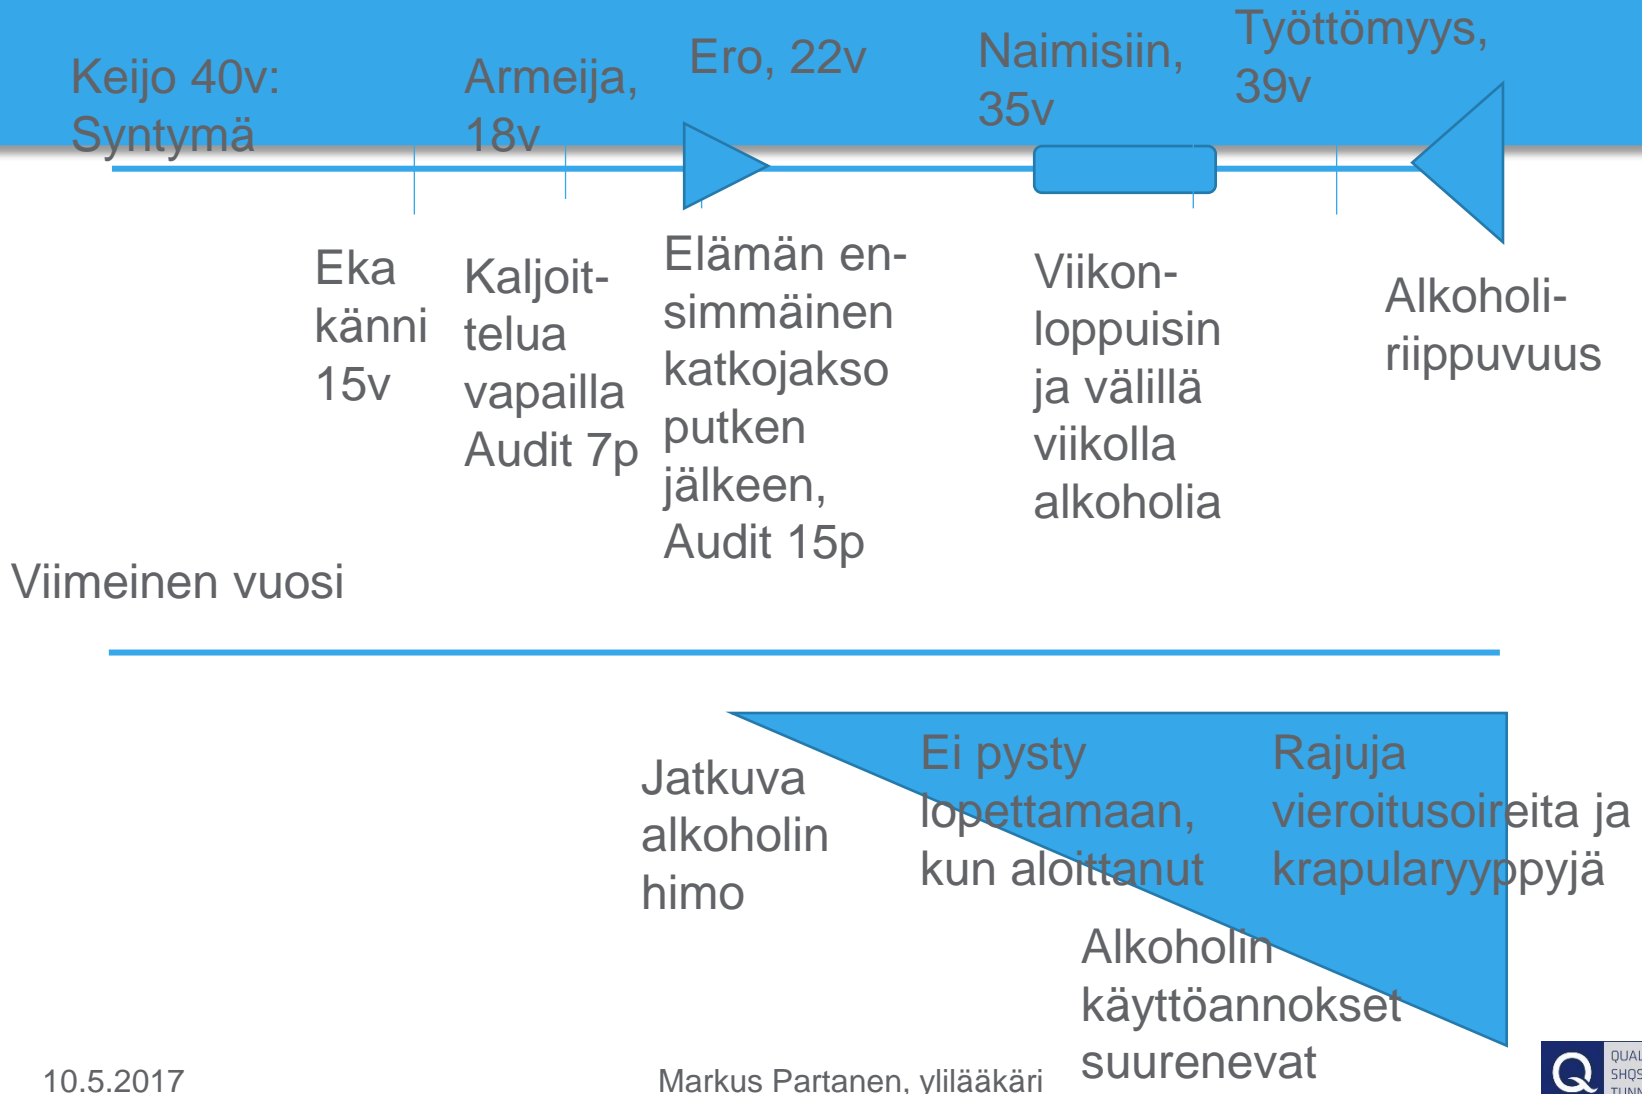 Keijo 40v:
Syntymä
Armeija,
18v
Ero, 22v
Naimisiin,
35v
Työttömyys,
39v
Eka
känni
15v
Kaljoit-
telua
vapailla
Audit 7p
Elämän en-
simmäinen
katkojakso
putken
jälkeen,
Audit 15p
Viikon-
loppuisin
ja välillä
viikolla
alkoholia
Alkoholi-
riippuvuus
Viimeinen vuosi
Jatkuva
alkoholin
himo
Ei pysty
lopettamaan,
kun aloittanut
Rajuja
vieroitusoireita ja
krapularyyppyjä
Alkoholin
käyttöannokset
suurenevat
10.5.2017
Markus Partanen, ylilääkäri
Q